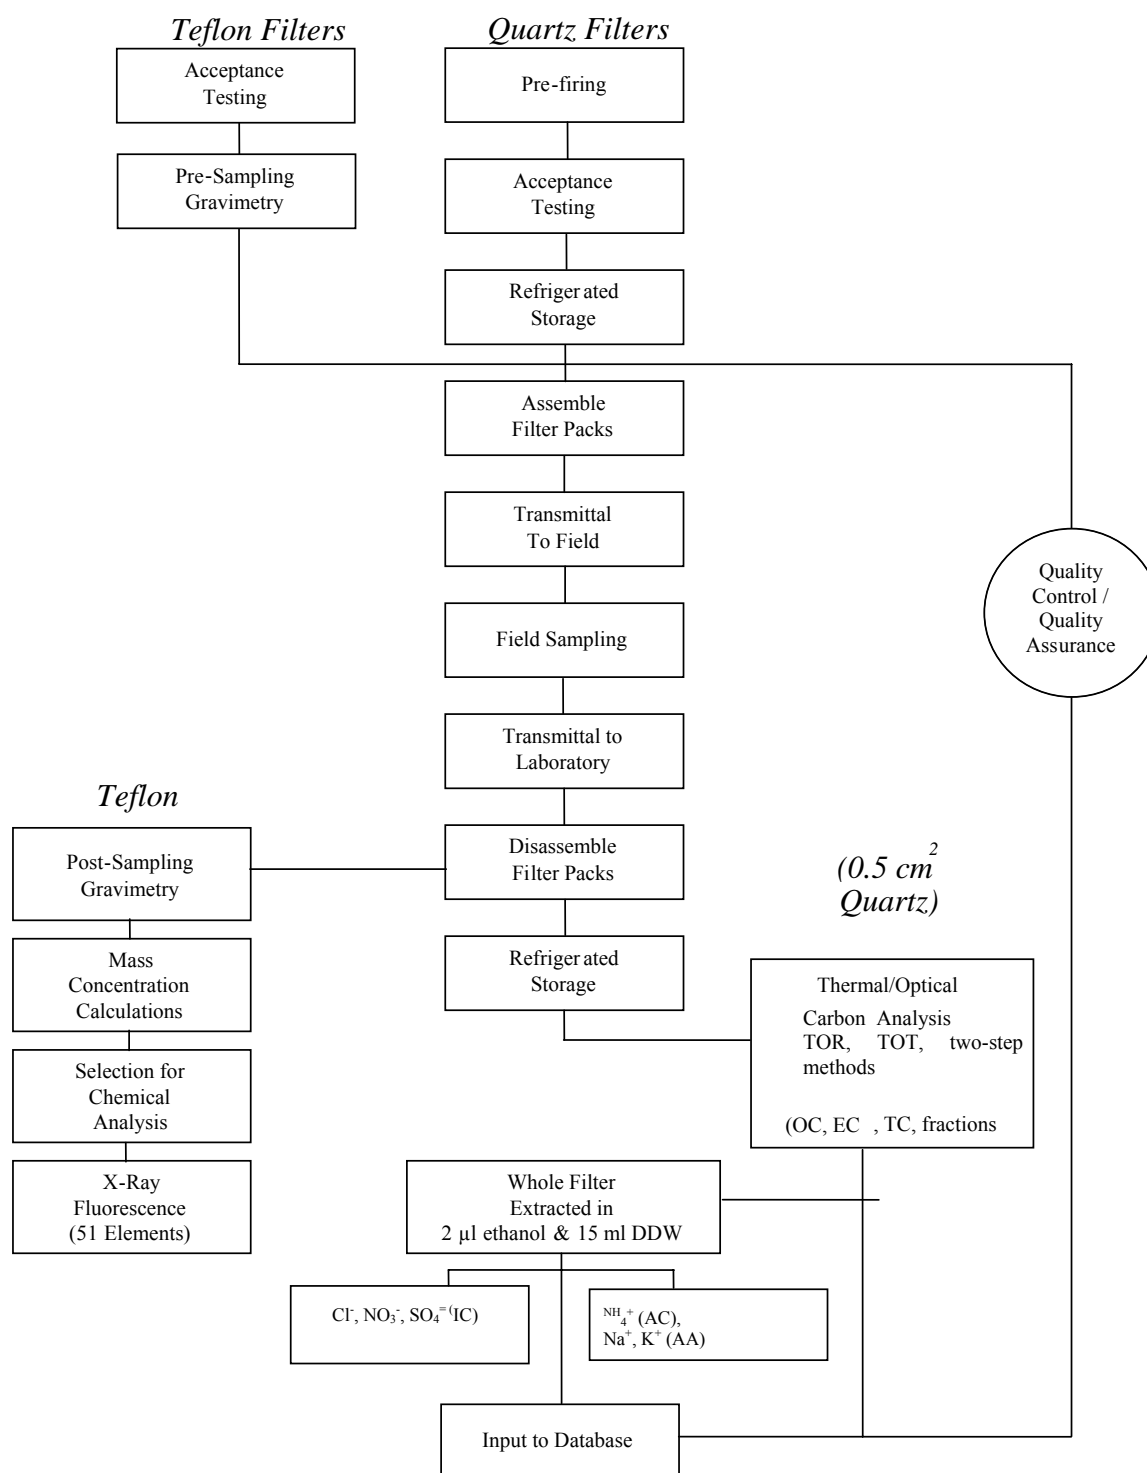 Teflon Filters
Quartz Filters
Acceptance
Testing
Pre-firing
Pre-Sampling
Gravimetry
Acceptance
Testing
Refrigerated
Storage
Assemble
Filter Packs
Transmittal
To Field
Quality
Control /
Quality
Assurance
Field Sampling
Transmittal to
Laboratory
Teflon
Post-Sampling
Gravimetry
Disassemble
Filter Packs
(0.5 cm²
Quartz)
Mass
Concentration
Calculations
Refrigerated
Storage
Thermal/Optical
Carbon Analysis
TOR, TOT, two-step
methods
(OC, EC , TC, fractions
Selection for
Chemical
Analysis
X-Ray
Fluorescence
(51 Elements)
Whole Filter
Extracted in
2 µl ethanol & 15 ml DDW
Cl⁻, NO₃⁻, SO₄⁼ ⁽IC)
NH₄⁺ (AC),
Na⁺, K⁺ (AA)
Input to Database